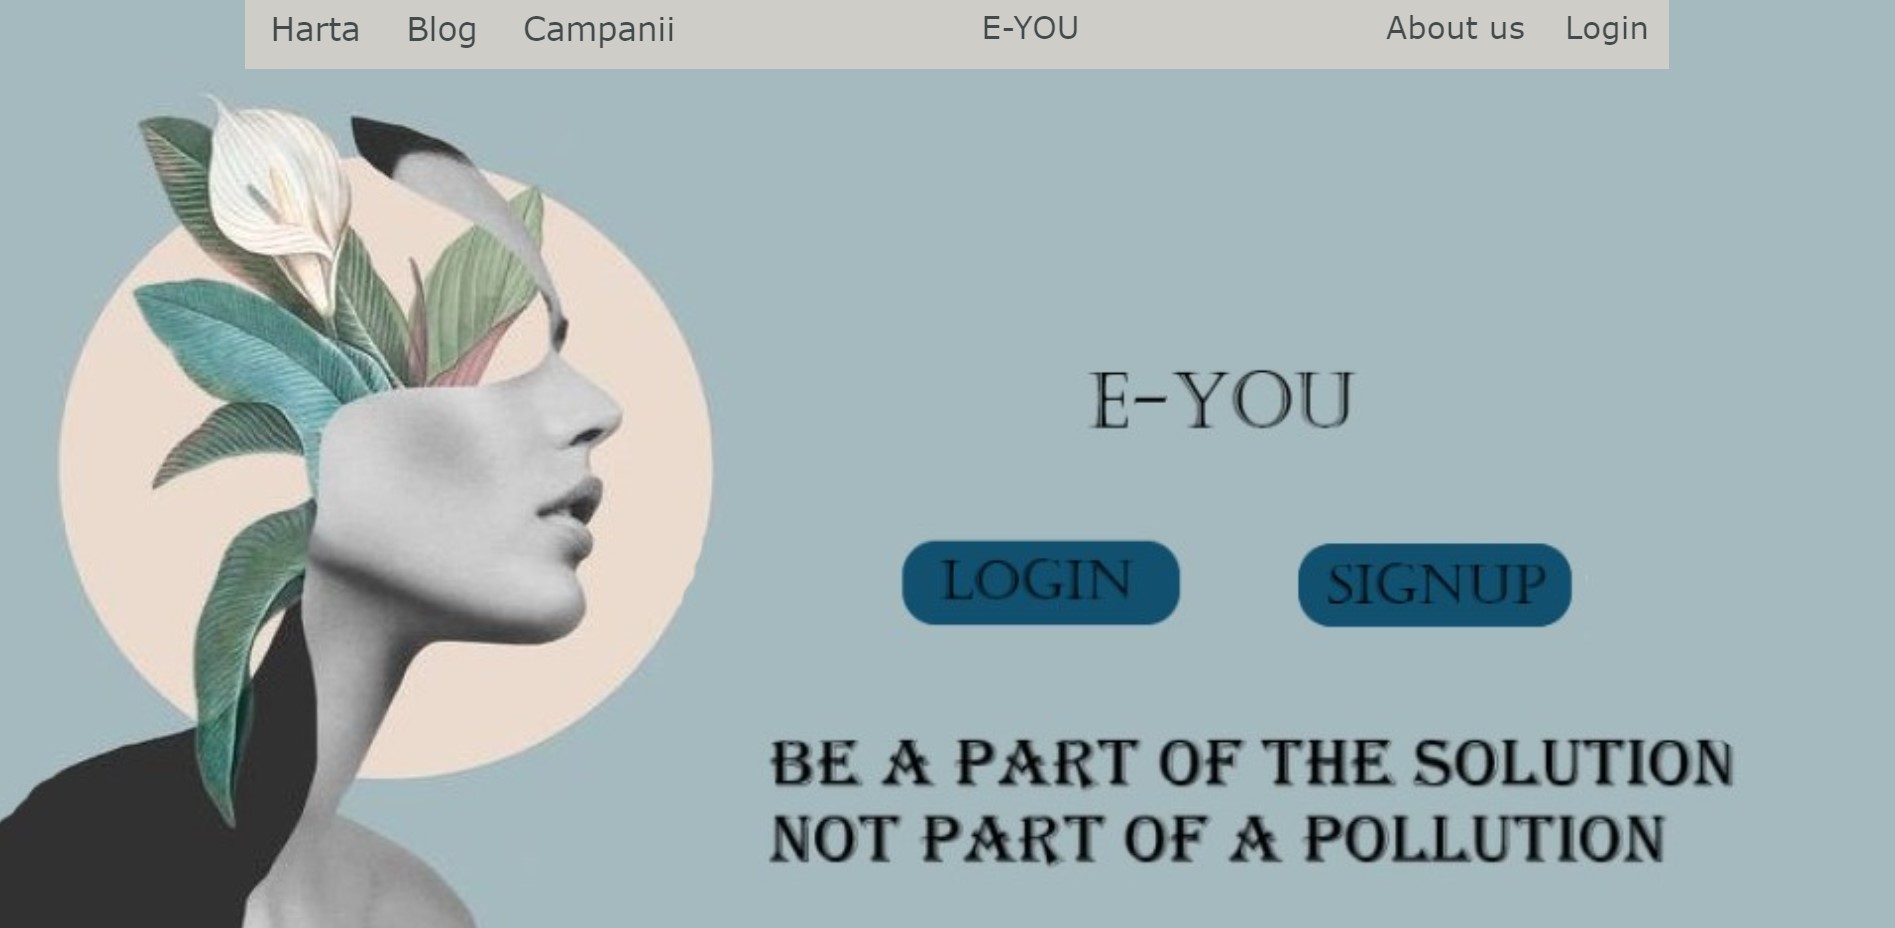 Harta Blog Campanii E-YOU About us Login
E-YOU
LOGIN SIGNUP
BE A PART OF THE SOLUTION
NOT PART OF A POLLUTION